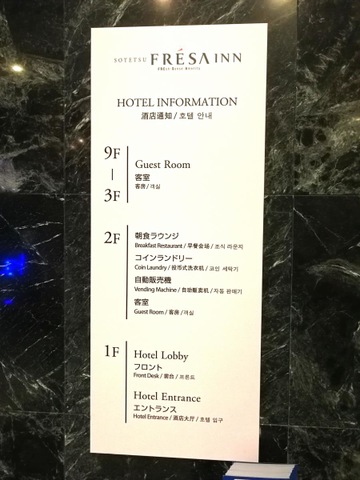 SOTETSU FRÉSA INN
HOTEL INFORMATION
酒店通知 / 호텔 안내
9F
|
3F
Guest Room
客室
客房 / 객실
2F
朝食ラウンジ
Breakfast Restaurant / 早餐会场 / 조식 라운지
コインランドリー
Coin Laundry / 投币式洗衣机 / 코인 세탁기
自動販売機
Vending Machine / 自动贩卖机 / 자동 판매기
客室
Guest Room / 客房 / 객실
1F
Hotel Lobby
フロント
Front Desk / 前台 / 프론트
Hotel Entrance
エントランス
Hotel Entrance / 酒店大厅 / 호텔 입구